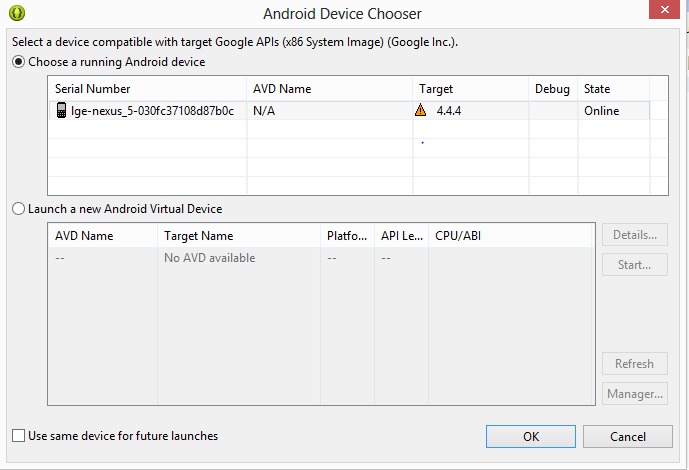 Android Device Chooser
Select a device compatible with target Google APIs (x86 System Image) (Google Inc.).
Choose a running Android device
Serial Number AVD Name Target Debug State
lge-nexus_5-030fc37108d87b0c N/A 4.4.4 Online
Launch a new Android Virtual Device
AVD Name Target Name Platfo... API Le... CPU/ABI
-- No AVD available -- --
Details...
Start...
Refresh
Manager...
Use same device for future launches
OK Cancel